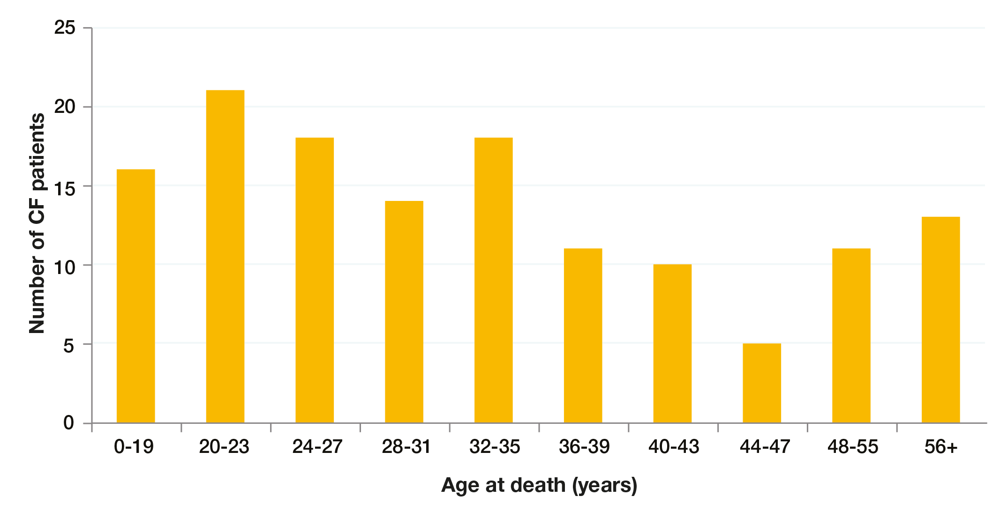 25
20
15
10
5
0
Number of CF patients
0-19 20-23 24-27 28-31 32-35 36-39 40-43 44-47 48-55 56+
Age at death (years)